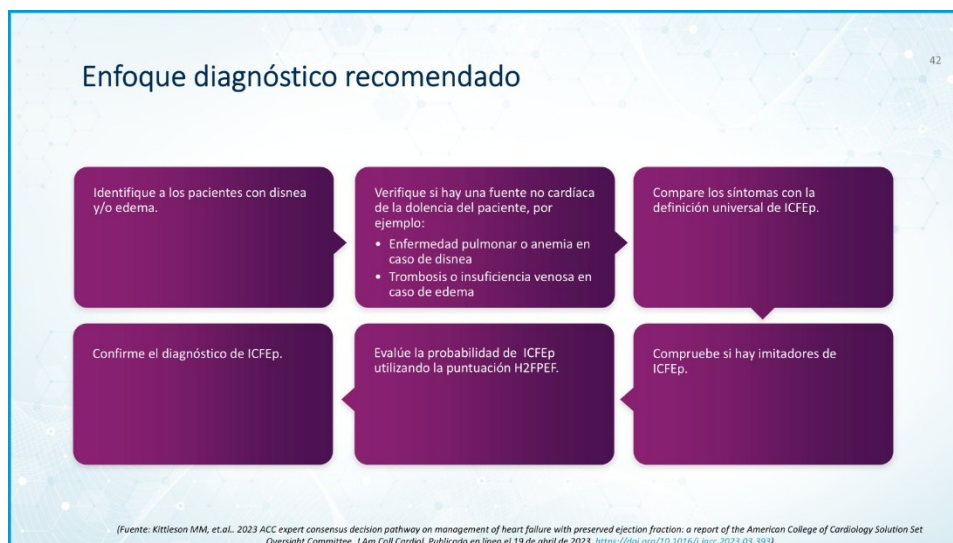 Enfoque diagnóstico recomendado
42
Identifique a los pacientes con disnea
y/o edema.
Verifique si hay una fuente no cardíaca
de la dolencia del paciente, por
ejemplo:
• Enfermedad pulmonar o anemia en
caso de disnea
• Trombosis o insuficiencia venosa en
caso de edema
Compare los síntomas con la
definición universal de ICFEp.
Compruebe si hay imitadores de
ICFEp.
Evalúe la probabilidad de ICFEp
utilizando la puntuación H2FPEF.
Confirme el diagnóstico de ICFEp.
(Fuente: Kittleson MM, et.al.. 2023 ACC expert consensus decision pathway on management of heart failure with preserved ejection fraction: a report of the American College of Cardiology Solution Set
Oversight Committee. J Am Coll Cardiol. Publicado en línea el 19 de abril de 2023. https://doi.org/10.1016/j.jacc.2023.03.393)